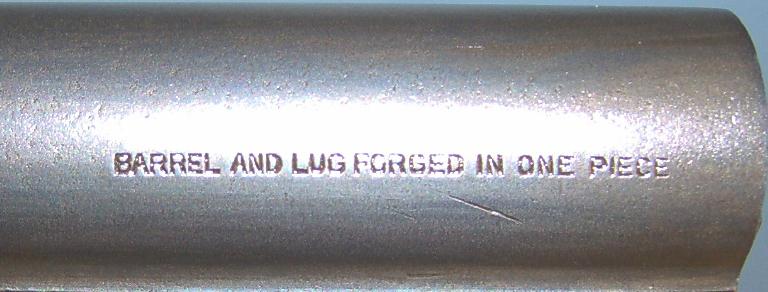 BARREL AND LUG FORGED IN ONE PIECE